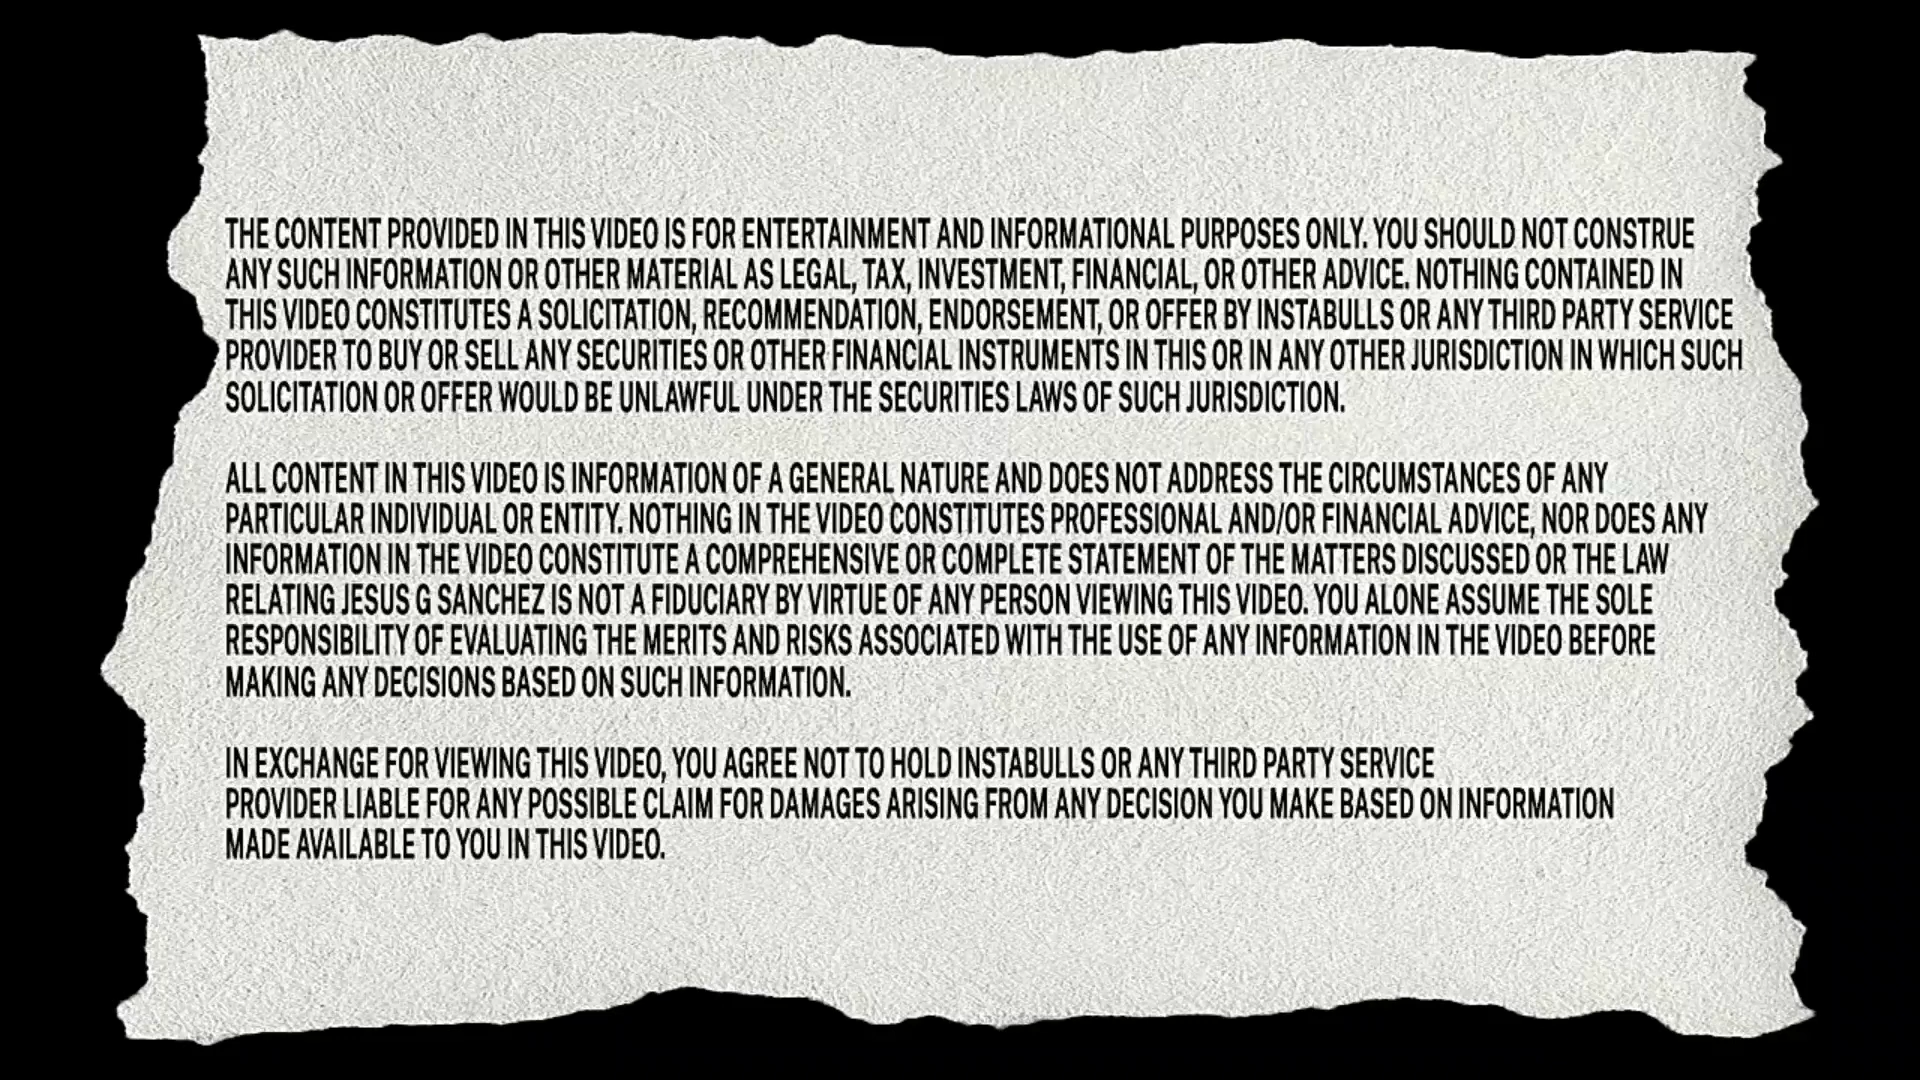 THE CONTENT PROVIDED IN THIS VIDEO IS FOR ENTERTAINMENT AND INFORMATIONAL PURPOSES ONLY. YOU SHOULD NOT CONSTRUE
ANY SUCH INFORMATION OR OTHER MATERIAL AS LEGAL, TAX, INVESTMENT, FINANCIAL, OR OTHER ADVICE. NOTHING CONTAINED IN
THIS VIDEO CONSTITUTES A SOLICITATION, RECOMMENDATION, ENDORSEMENT, OR OFFER BY INSTABULLS OR ANY THIRD PARTY SERVICE
PROVIDER TO BUY OR SELL ANY SECURITIES OR OTHER FINANCIAL INSTRUMENTS IN THIS OR IN ANY OTHER JURISDICTION IN WHICH SUCH
SOLICITATION OR OFFER WOULD BE UNLAWFUL UNDER THE SECURITIES LAWS OF SUCH JURISDICTION.
ALL CONTENT IN THIS VIDEO IS INFORMATION OF A GENERAL NATURE AND DOES NOT ADDRESS THE CIRCUMSTANCES OF ANY
PARTICULAR INDIVIDUAL OR ENTITY. NOTHING IN THE VIDEO CONSTITUTES PROFESSIONAL AND/OR FINANCIAL ADVICE, NOR DOES ANY
INFORMATION IN THE VIDEO CONSTITUTE A COMPREHENSIVE OR COMPLETE STATEMENT OF THE MATTERS DISCUSSED OR THE LAW
RELATING JESUS G SANCHEZ IS NOT A FIDUCIARY BY VIRTUE OF ANY PERSON VIEWING THIS VIDEO. YOU ALONE ASSUME THE SOLE
RESPONSIBILITY OF EVALUATING THE MERITS AND RISKS ASSOCIATED WITH THE USE OF ANY INFORMATION IN THE VIDEO BEFORE
MAKING ANY DECISIONS BASED ON SUCH INFORMATION.
IN EXCHANGE FOR VIEWING THIS VIDEO, YOU AGREE NOT TO HOLD INSTABULLS OR ANY THIRD PARTY SERVICE
PROVIDER LIABLE FOR ANY POSSIBLE CLAIM FOR DAMAGES ARISING FROM ANY DECISION YOU MAKE BASED ON INFORMATION
MADE AVAILABLE TO YOU IN THIS VIDEO.